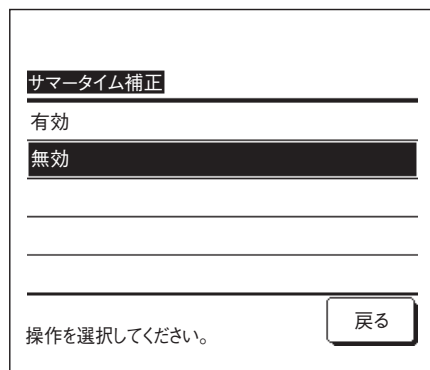 サマータイム補正
有効
無効
操作を選択してください。
戻る